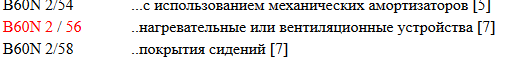 B60N 2/54 ...с использованием механических амортизаторов [5]
B60N 2 / 56 ..нагревательные или вентиляционные устройства [7]
B60N 2/58 ..покрытия сидений [7]